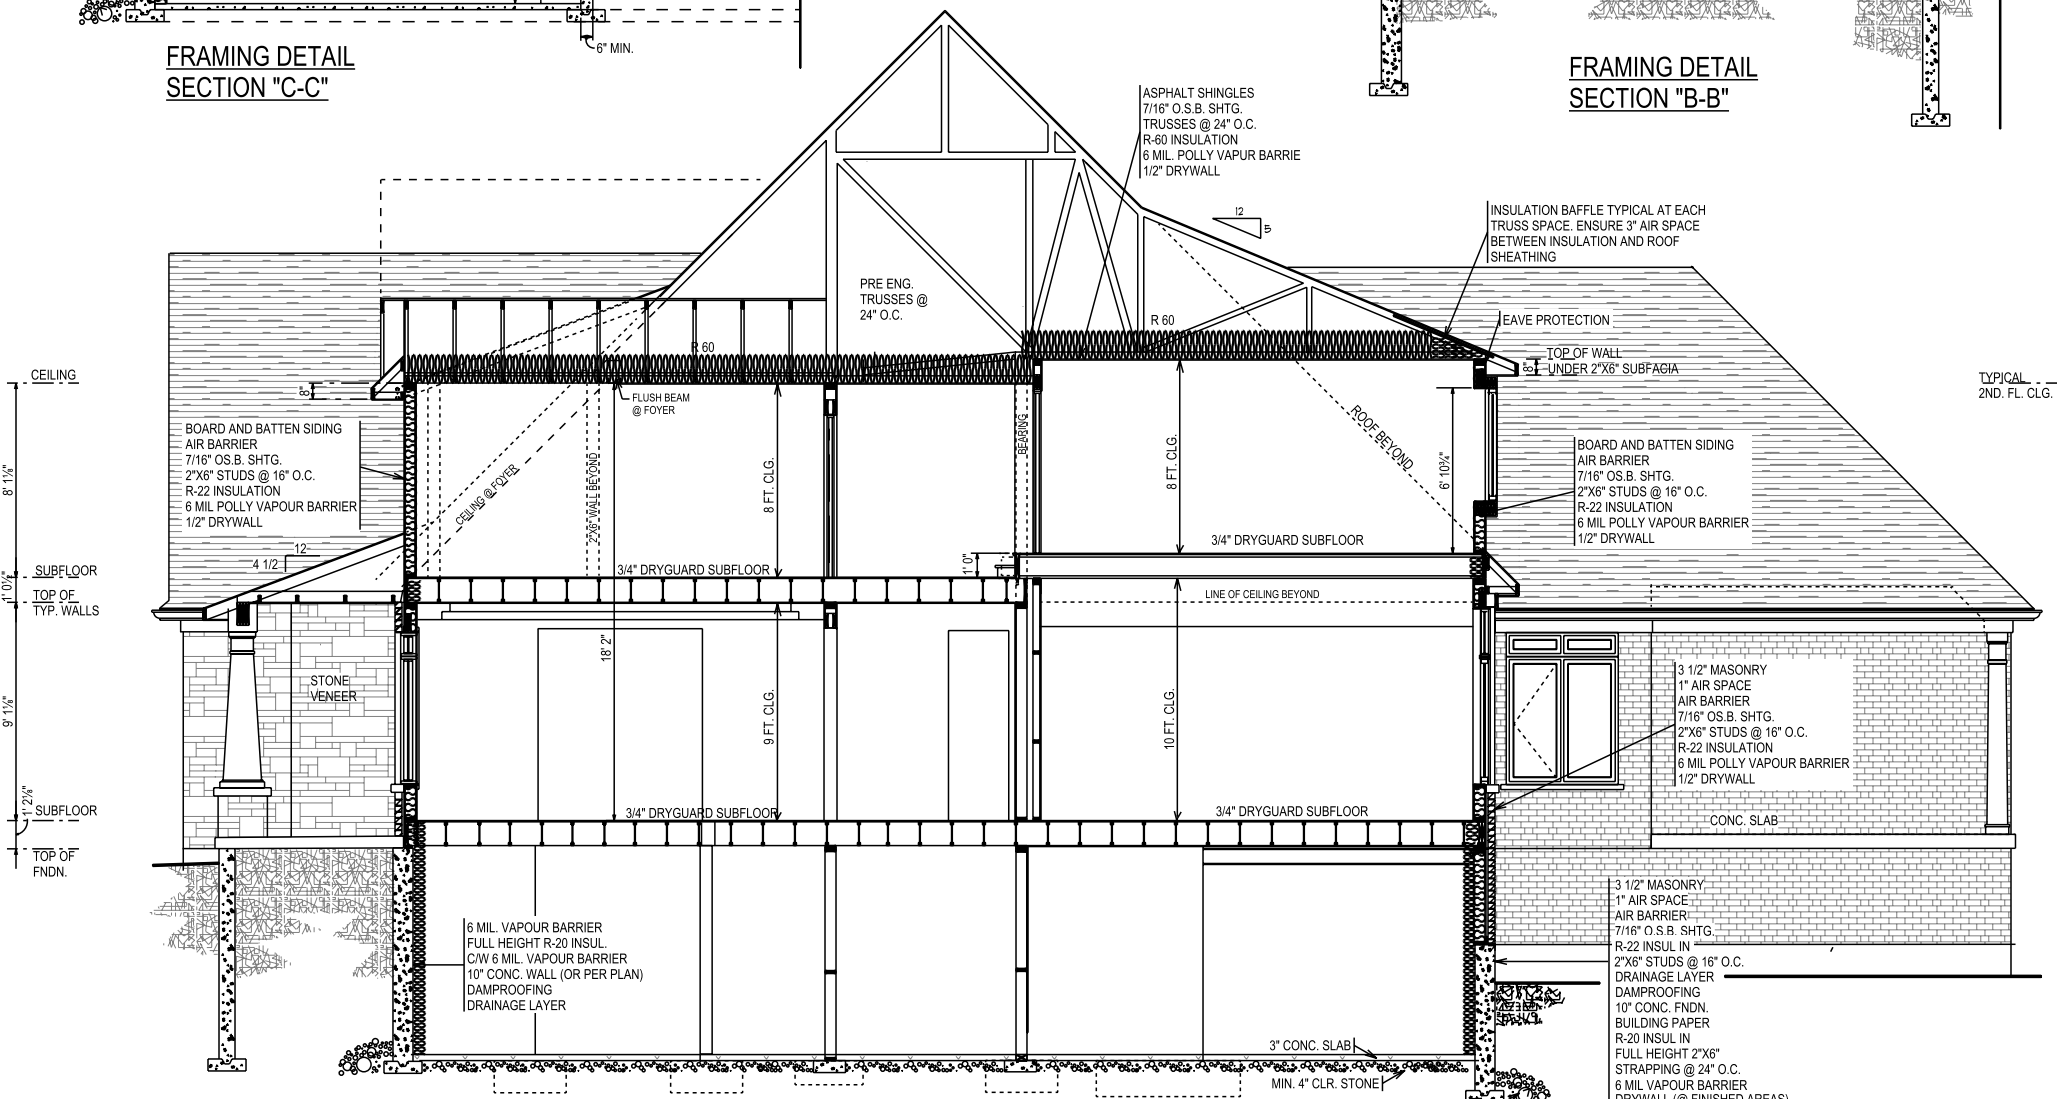 6" MIN.
FRAMING DETAIL
SECTION "C-C"
FRAMING DETAIL
SECTION "B-B"
ASPHALT SHINGLES
7/16" O.S.B. SHTG.
TRUSSES @ 24" O.C.
R-60 INSULATION
6 MIL. POLLY VAPUR BARRIE
1/2" DRYWALL
12
5
INSULATION BAFFLE TYPICAL AT EACH
TRUSS SPACE. ENSURE 3" AIR SPACE
BETWEEN INSULATION AND ROOF
SHEATHING
PRE ENG.
TRUSSES @
24" O.C.
R 60
R 60
EAVE PROTECTION
TOP OF WALL
UNDER 2"X6" SUBFACIA
8"
CEILING
8"
FLUSH BEAM
@ FOYER
TYPICAL
2ND. FL. CLG.
BOARD AND BATTEN SIDING
AIR BARRIER
7/16" OS.B. SHTG.
2"X6" STUDS @ 16" O.C.
R-22 INSULATION
6 MIL POLLY VAPOUR BARRIER
1/2" DRYWALL
CEILING @ FOYER
2"X6" WALL BEYOND
8 FT. CLG.
BEARING
8 FT. CLG.
ROOF BEYOND
6' 10¾"
BOARD AND BATTEN SIDING
AIR BARRIER
7/16" OS.B. SHTG.
2"X6" STUDS @ 16" O.C.
R-22 INSULATION
6 MIL POLLY VAPOUR BARRIER
1/2" DRYWALL
8' 1⅛"
12
4 1/2
3/4" DRYGUARD SUBFLOOR
3/4" DRYGUARD SUBFLOOR
1' 0"
SUBFLOOR
TOP OF
TYP. WALLS
LINE OF CEILING BEYOND
18' 2"
STONE
VENEER
9 FT. CLG.
10 FT. CLG.
9' 1⅛"
3 1/2" MASONRY
1" AIR SPACE
AIR BARRIER
7/16" OS.B. SHTG.
2"X6" STUDS @ 16" O.C.
R-22 INSULATION
6 MIL POLLY VAPOUR BARRIER
1/2" DRYWALL
1' 2⅛"
SUBFLOOR
3/4" DRYGUARD SUBFLOOR
3/4" DRYGUARD SUBFLOOR
CONC. SLAB
TOP OF
FNDN.
6 MIL. VAPOUR BARRIER
FULL HEIGHT R-20 INSUL.
C/W 6 MIL. VAPOUR BARRIER
10" CONC. WALL (OR PER PLAN)
DAMPROOFING
DRAINAGE LAYER
3 1/2" MASONRY
1" AIR SPACE
AIR BARRIER
7/16" O.S.B. SHTG.
R-22 INSUL IN
2"X6" STUDS @ 16" O.C.
DRAINAGE LAYER
DAMPROOFING
10" CONC. FNDN.
BUILDING PAPER
R-20 INSUL IN
FULL HEIGHT 2"X6"
STRAPPING @ 24" O.C.
6 MIL VAPOUR BARRIER
DRYWALL (@ FINISHED AREAS)
3" CONC. SLAB
MIN. 4" CLR. STONE